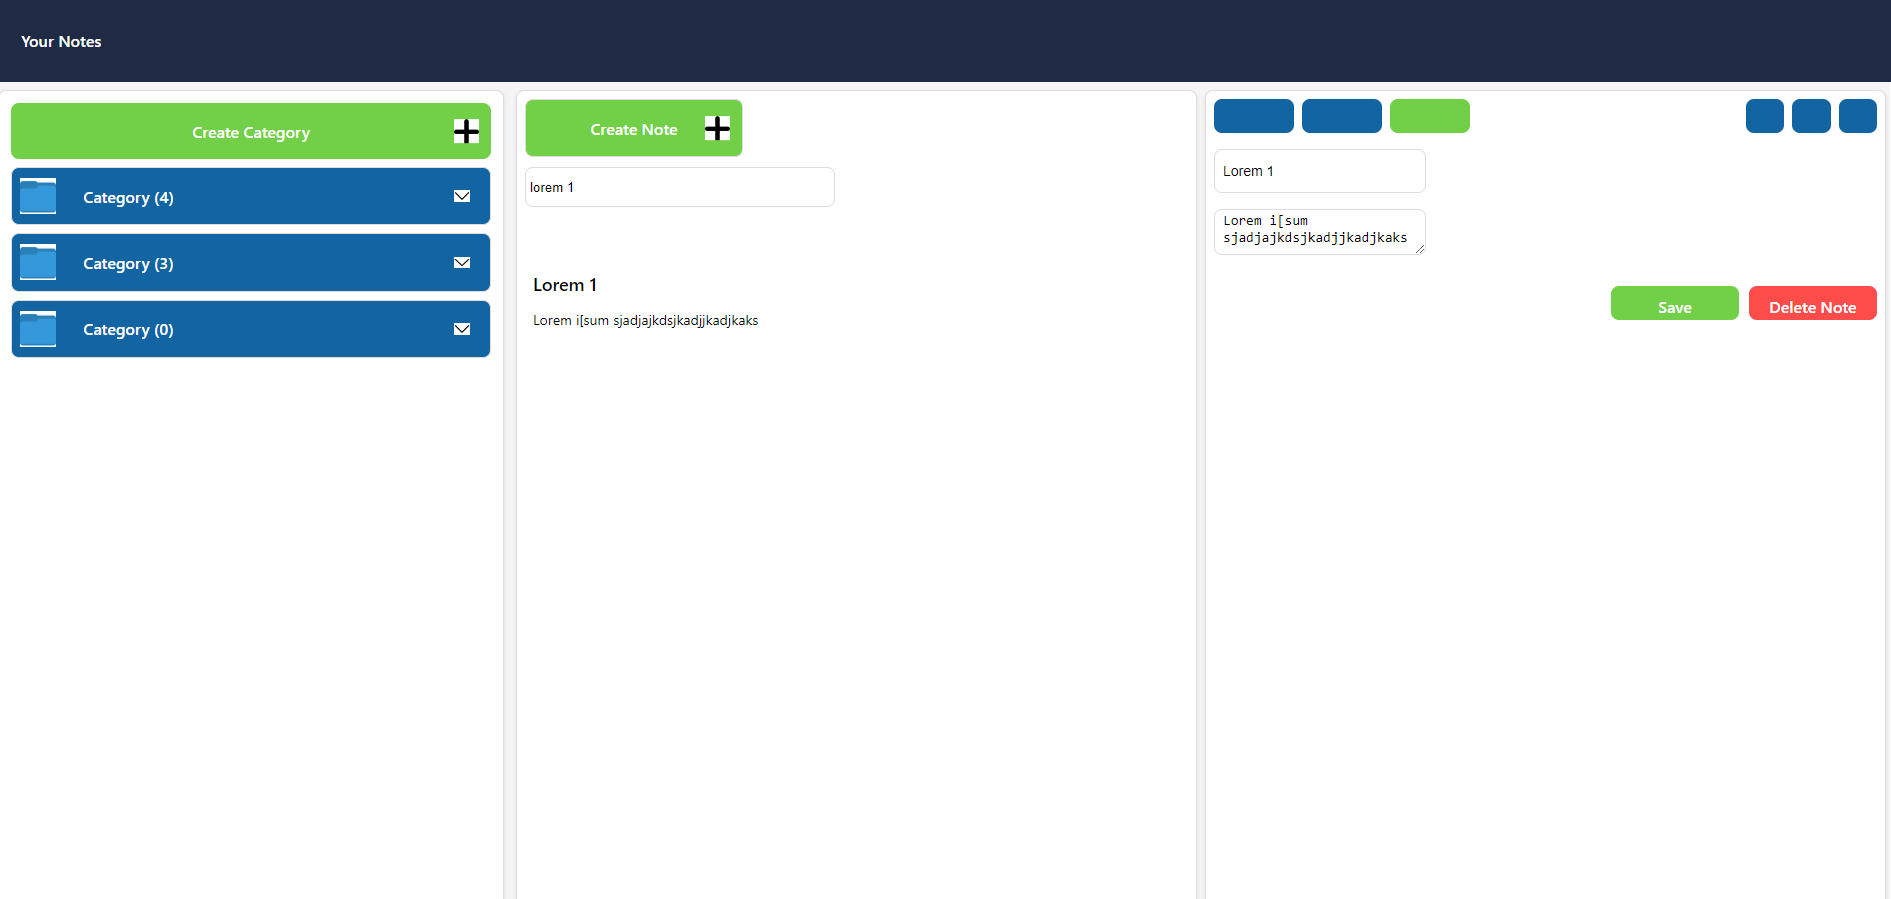 Your Notes
Create Category
Category (4)
Category (3)
Category (0)
Create Note
lorem 1
Lorem 1
Lorem i[sum sjadjajkdsjkadjjkadjkaks
Lorem 1
Lorem i[sum
sjadjajkdsjkadjjkadjkaks
Save
Delete Note